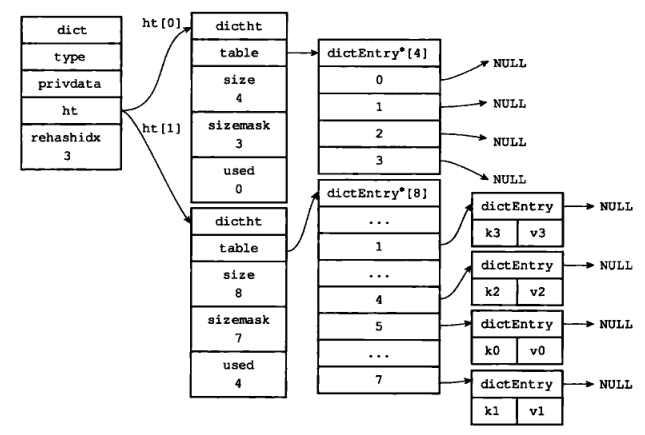 dict
type
privdata
ht
rehashidx
3
ht[0]
ht[1]
dictht
table
size
4
sizemask
3
used
0
dictEntry*[4]
0
1
2
3
NULL
NULL
NULL
NULL
dictht
table
size
8
sizemask
7
used
4
dictEntry*[8]
...
1
...
4
5
...
7
dictEntry
NULL
k3 v3
dictEntry
NULL
k2 v2
dictEntry
NULL
k0 v0
dictEntry
NULL
k1 v1